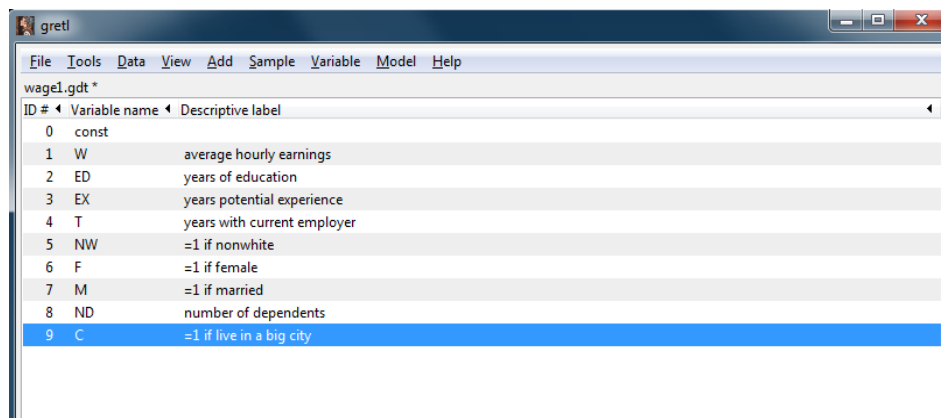 gretl
File Tools Data View Add Sample Variable Model Help
wage1.gdt *
ID # Variable name Descriptive label
0 const
1 W average hourly earnings
2 ED years of education
3 EX years potential experience
4 T years with current employer
5 NW =1 if nonwhite
6 F =1 if female
7 M =1 if married
8 ND number of dependents
9 C =1 if live in a big city